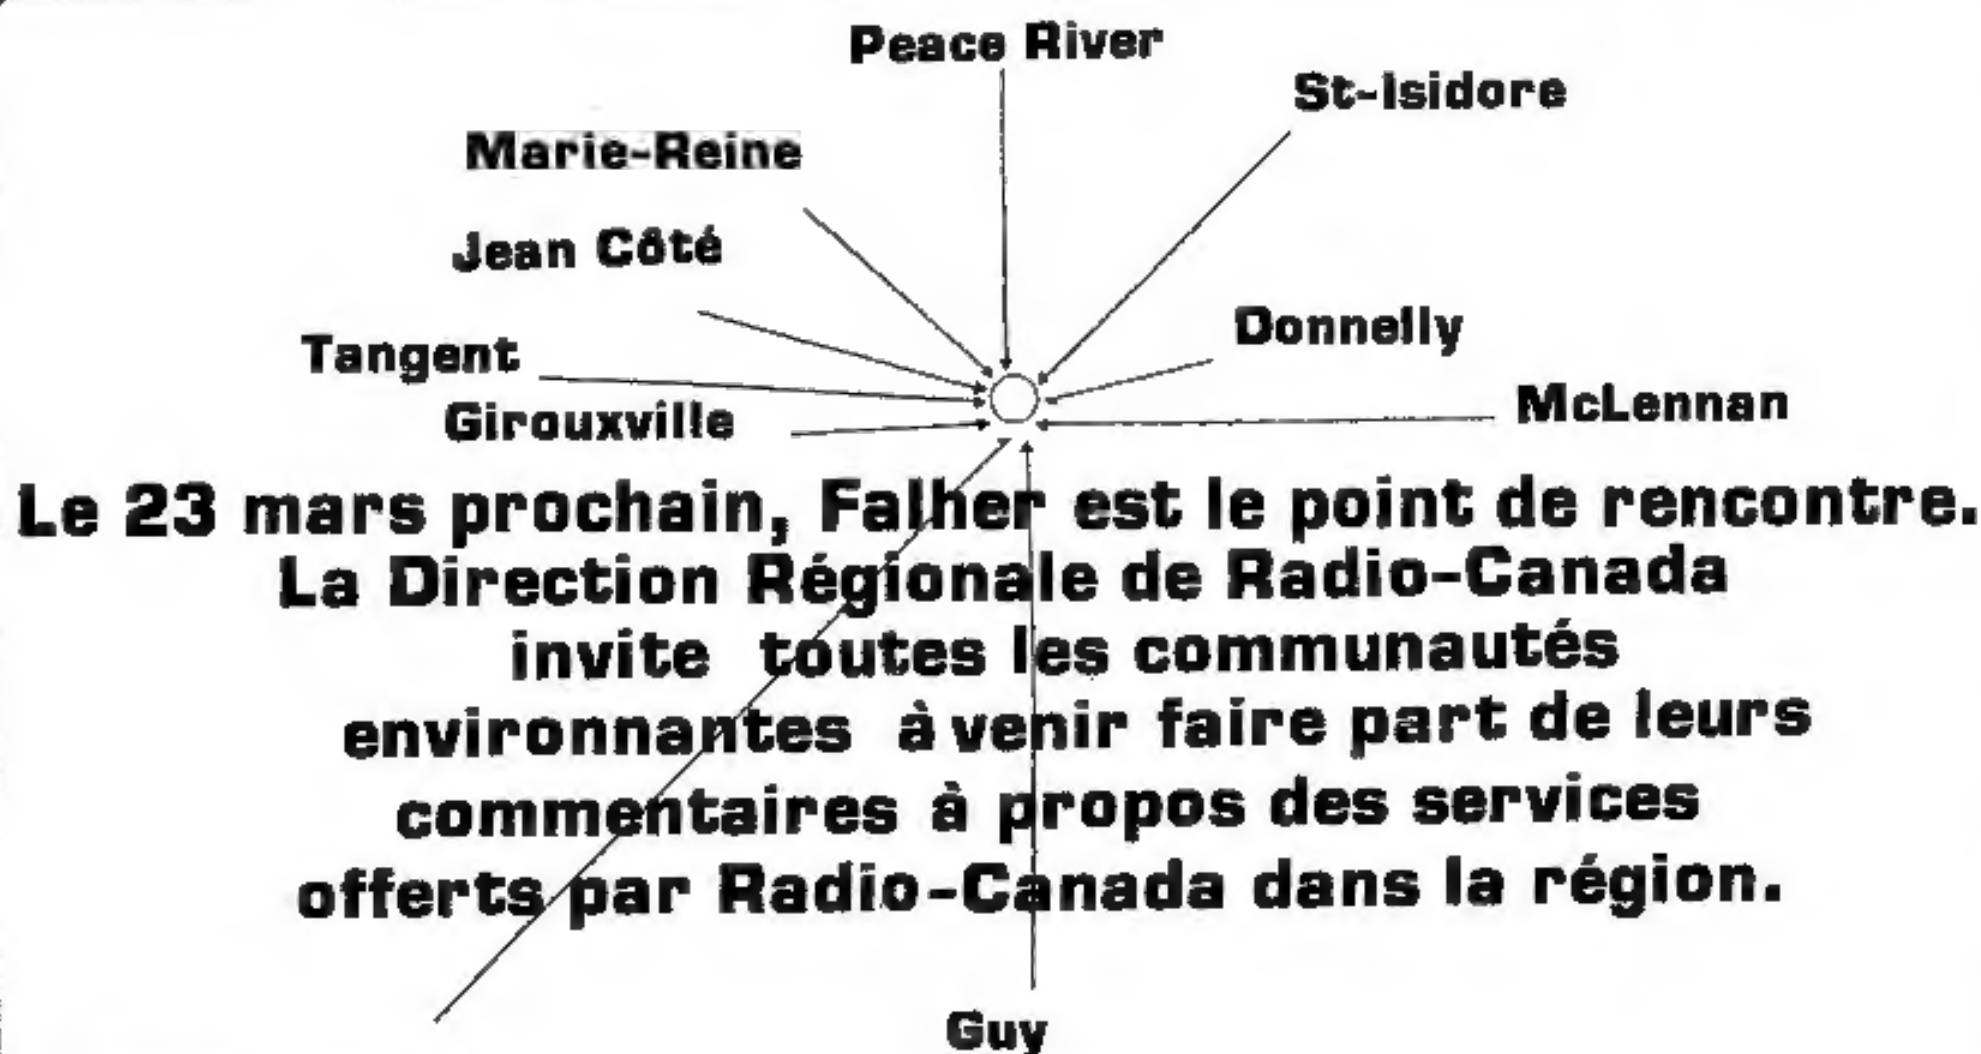 Peace River
St-Isidore
Marie-Reine
Jean Côté
Donnelly
Tangent
McLennan
Girouxville
Le 23 mars prochain, Falher est le point de rencontre.
La Direction Régionale de Radio-Canada
invite toutes les communautés
environnantes à venir faire part de leurs
commentaires à propos des services
offerts par Radio-Canada dans la région.
Guy